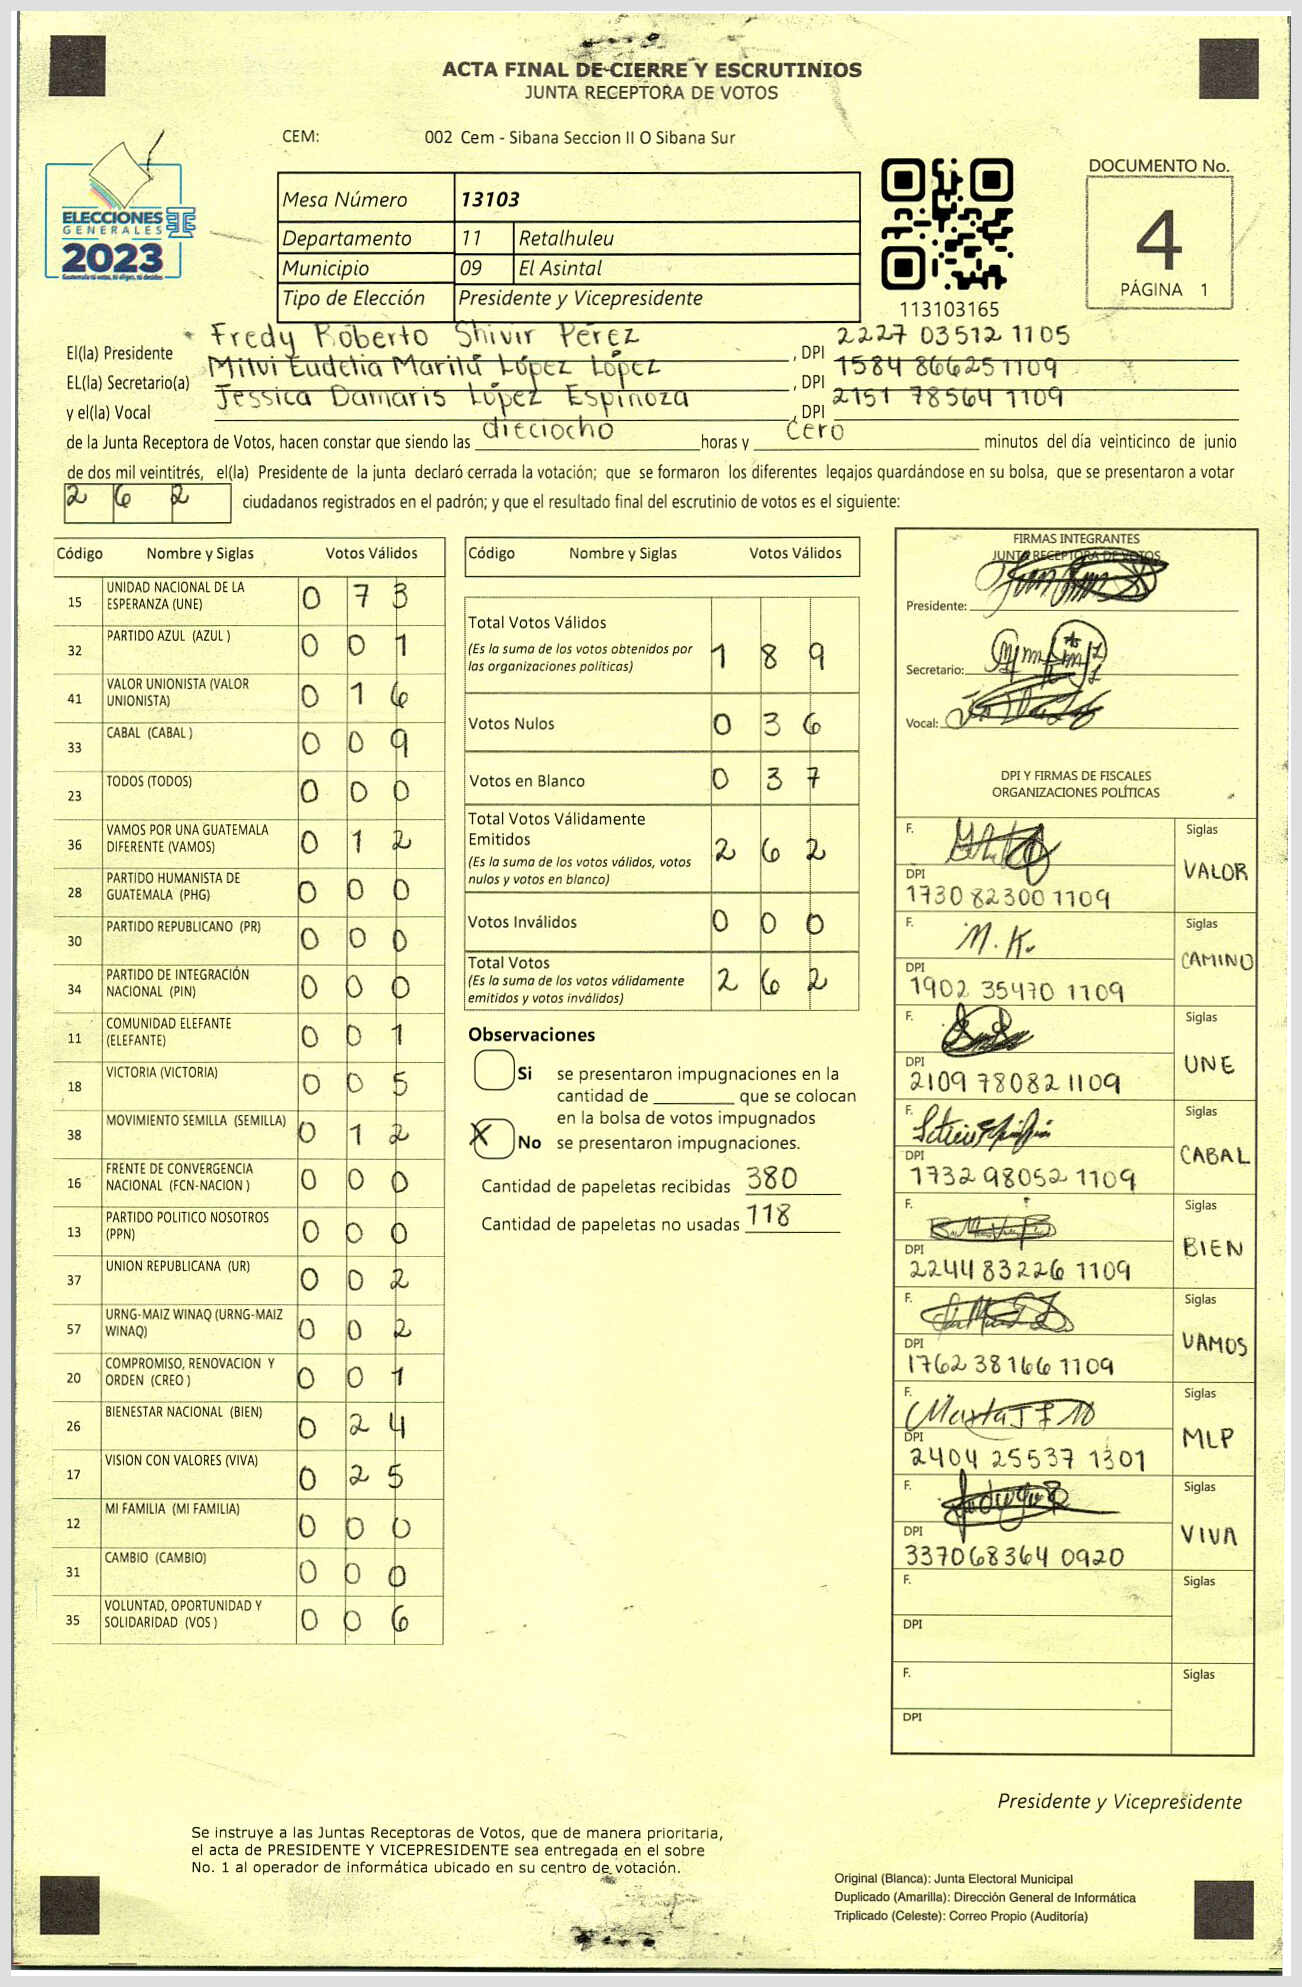 ACTA FINAL DE CIERRE Y ESCRUTINIOS
JUNTA RECEPTORA DE VOTOS
CEM: 002 Cem - Sibana Seccion II O Sibana Sur
ELECCIONES
GENERALES
2023
Mesa Número 13103
Departamento 11 Retalhuleu
Municipio 09 El Asintal
Tipo de Elección Presidente y Vicepresidente
113103165
DOCUMENTO No.
4
PÁGINA 1
El(la) Presidente Fredy Roberto Shivir Pérez , DPI 2227 03512 1105
EL(la) Secretario(a) Milvi Eudelia Marilú López López , DPI 1584 86625 1109
y el(la) Vocal Jessica Damaris López Espinoza , DPI 2151 78564 1109
de la Junta Receptora de Votos, hacen constar que siendo las dieciocho horas y cero minutos del día veinticinco de junio
de dos mil veintitrés, el(la) Presidente de la junta declaró cerrada la votación; que se formaron los diferentes legajos quardándose en su bolsa, que se presentaron a votar
262 ciudadanos registrados en el padrón; y que el resultado final del escrutinio de votos es el siguiente:
Código Nombre y Siglas Votos Válidos
15 UNIDAD NACIONAL DE LA ESPERANZA (UNE) 0 7 3
32 PARTIDO AZUL (AZUL ) 0 0 1
41 VALOR UNIONISTA (VALOR UNIONISTA) 0 1 6
33 CABAL (CABAL ) 0 0 9
23 TODOS (TODOS) 0 0 0
36 VAMOS POR UNA GUATEMALA DIFERENTE (VAMOS) 0 1 2
28 PARTIDO HUMANISTA DE GUATEMALA (PHG) 0 0 0
30 PARTIDO REPUBLICANO (PR) 0 0 0
34 PARTIDO DE INTEGRACIÓN NACIONAL (PIN) 0 0 0
11 COMUNIDAD ELEFANTE (ELEFANTE) 0 0 1
18 VICTORIA (VICTORIA) 0 0 5
38 MOVIMIENTO SEMILLA (SEMILLA) 0 1 2
16 FRENTE DE CONVERGENCIA NACIONAL (FCN-NACION ) 0 0 0
13 PARTIDO POLITICO NOSOTROS (PPN) 0 0 0
37 UNION REPUBLICANA (UR) 0 0 2
57 URNG-MAIZ WINAQ (URNG-MAIZ WINAQ) 0 0 2
20 COMPROMISO, RENOVACION Y ORDEN (CREO ) 0 0 1
26 BIENESTAR NACIONAL (BIEN) 0 2 4
17 VISION CON VALORES (VIVA) 0 2 5
12 MI FAMILIA (MI FAMILIA) 0 0 0
31 CAMBIO (CAMBIO) 0 0 0
35 VOLUNTAD, OPORTUNIDAD Y SOLIDARIDAD (VOS ) 0 0 6
Código Nombre y Siglas Votos Válidos
Total Votos Válidos
(Es la suma de los votos obtenidos por las organizaciones políticas) 1 8 9
Votos Nulos 0 3 6
Votos en Blanco 0 3 7
Total Votos Válidamente Emitidos
(Es la suma de los votos válidos, votos nulos y votos en blanco) 2 6 2
Votos Inválidos 0 0 0
Total Votos
(Es la suma de los votos válidamente emitidos y votos inválidos) 2 6 2
Observaciones
Si se presentaron impugnaciones en la
cantidad de ________ que se colocan
en la bolsa de votos impugnados
X No se presentaron impugnaciones.
Cantidad de papeletas recibidas 380
Cantidad de papeletas no usadas 118
FIRMAS INTEGRANTES
JUNTA RECEPTORA DE VOTOS
Presidente:
Secretario:
Vocal:
DPI Y FIRMAS DE FISCALES
ORGANIZACIONES POLÍTICAS
F. Siglas VALOR
DPI 1730 82300 1109
F. M. K. Siglas CAMINO
DPI 1902 35470 1109
F. Siglas UNE
DPI 2109 78082 1109
F. Siglas CABAL
DPI 1732 98052 1109
F. Siglas BIEN
DPI 2244 83226 1109
F. Siglas VAMOS
DPI 1762 38166 1109
F. Siglas MLP
DPI 2404 25537 1301
F. Siglas VIVA
DPI 3370 68364 0920
F. Siglas
DPI
F. Siglas
DPI
Presidente y Vicepresidente
Se instruye a las Juntas Receptoras de Votos, que de manera prioritaria,
el acta de PRESIDENTE Y VICEPRESIDENTE sea entregada en el sobre
No. 1 al operador de informática ubicado en su centro de votación.
Original (Blanca): Junta Electoral Municipal
Duplicado (Amarilla): Dirección General de Informática
Triplicado (Celeste): Correo Propio (Auditoría)